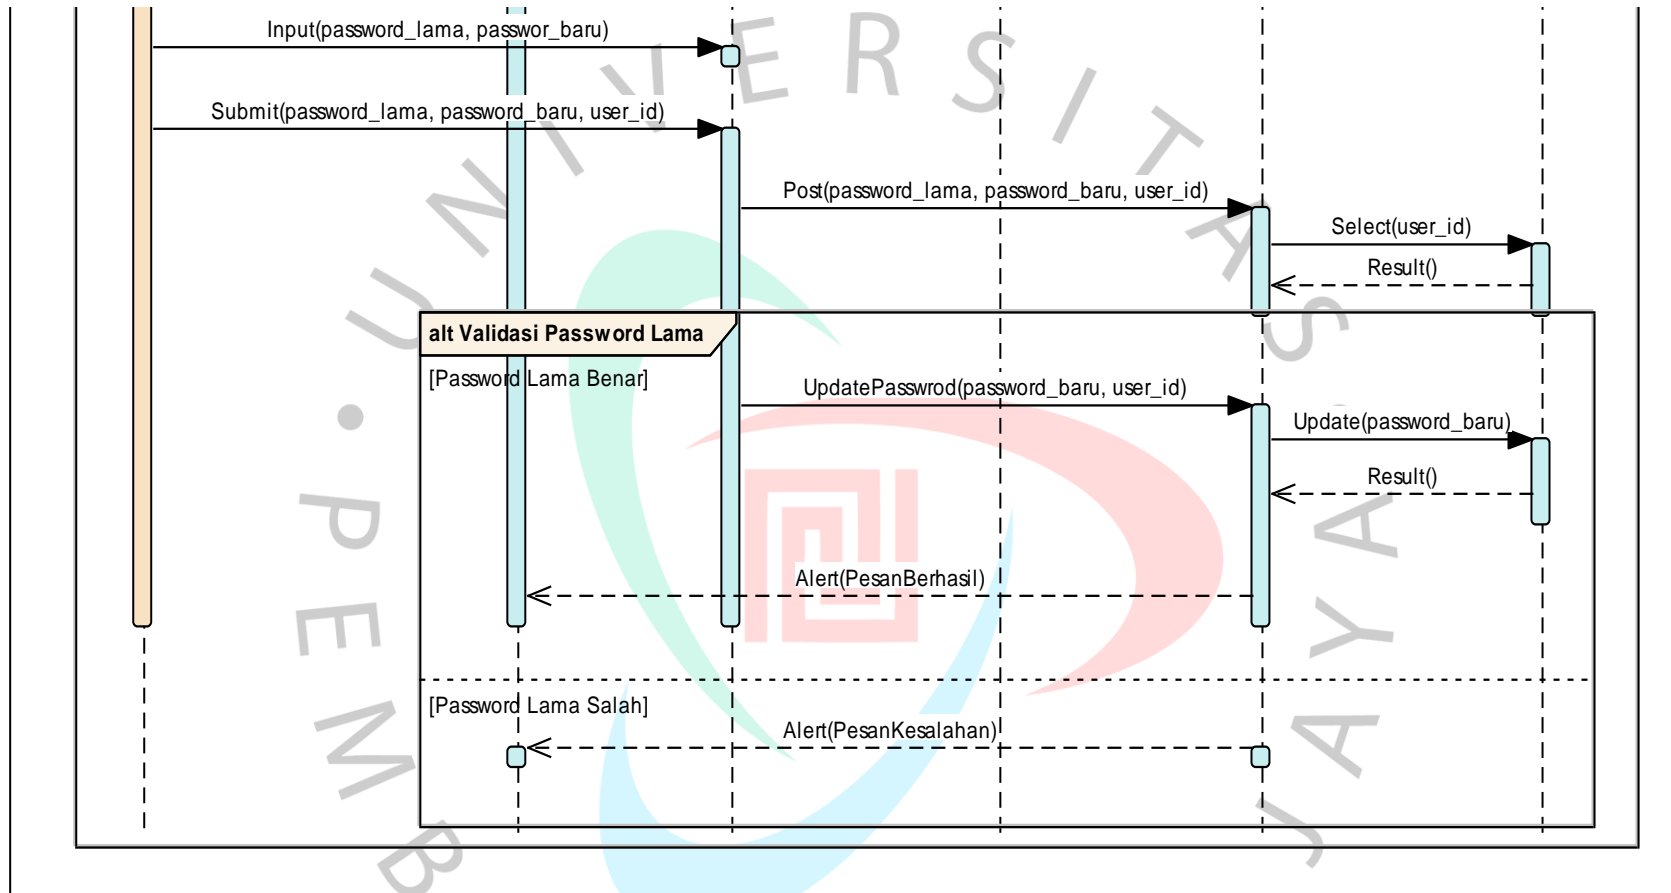 Input(password_lama, passwor_baru)
Submit(password_lama, password_baru, user_id)
Post(password_lama, password_baru, user_id)
Select(user_id)
Result()
alt Validasi Password Lama
[Password Lama Benar]
UpdatePasswrod(password_baru, user_id)
Update(password_baru)
Result()
Alert(PesanBerhasil)
[Password Lama Salah]
Alert(PesanKesalahan)
UNIVERSITAS
PEMB
JAYA